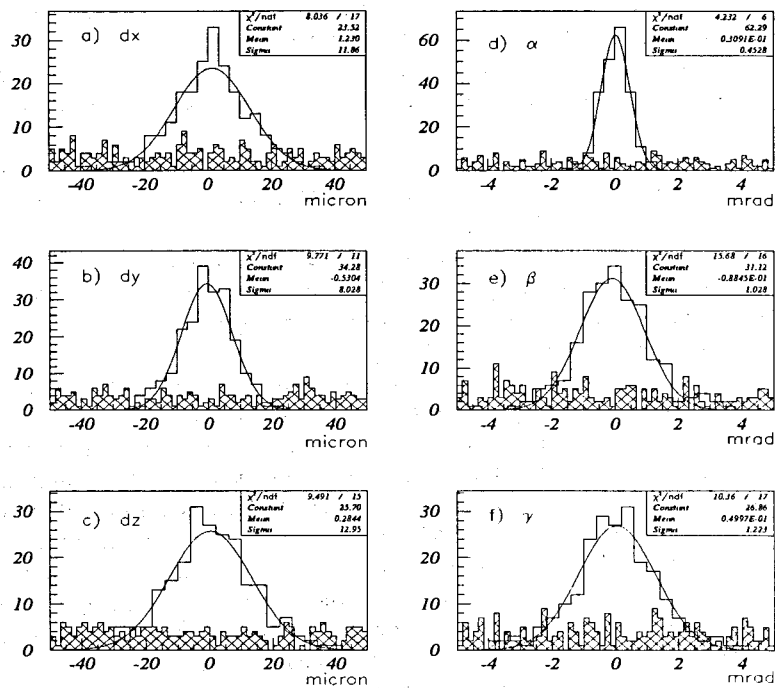 a) dx
χ²/ndf 8.036 / 17
Constant 23.52
Mean 1.230
Sigma 11.86
30
20
10
0
-40 -20 0 20 40
micron
d) α
χ²/ndf 4.232 / 6
Constant 62.29
Mean 0.3091E-01
Sigma 0.4528
60
40
20
0
-4 -2 0 2 4
mrad
b) dy
χ²/ndf 9.771 / 11
Constant 34.28
Mean -0.5304
Sigma 8.028
40
30
20
10
0
-40 -20 0 20 40
micron
e) β
χ²/ndf 15.68 / 16
Constant 31.12
Mean -0.8845E-01
Sigma 1.028
30
20
10
0
-4 -2 0 2 4
mrad
c) dz
χ²/ndf 9.491 / 15
Constant 25.70
Mean 0.2844
Sigma 12.95
30
20
10
0
-40 -20 0 20 40
micron
f) γ
χ²/ndf 10.36 / 17
Constant 26.86
Mean 0.4997E-01
Sigma 1.223
30
20
10
0
-4 -2 0 2 4
mrad